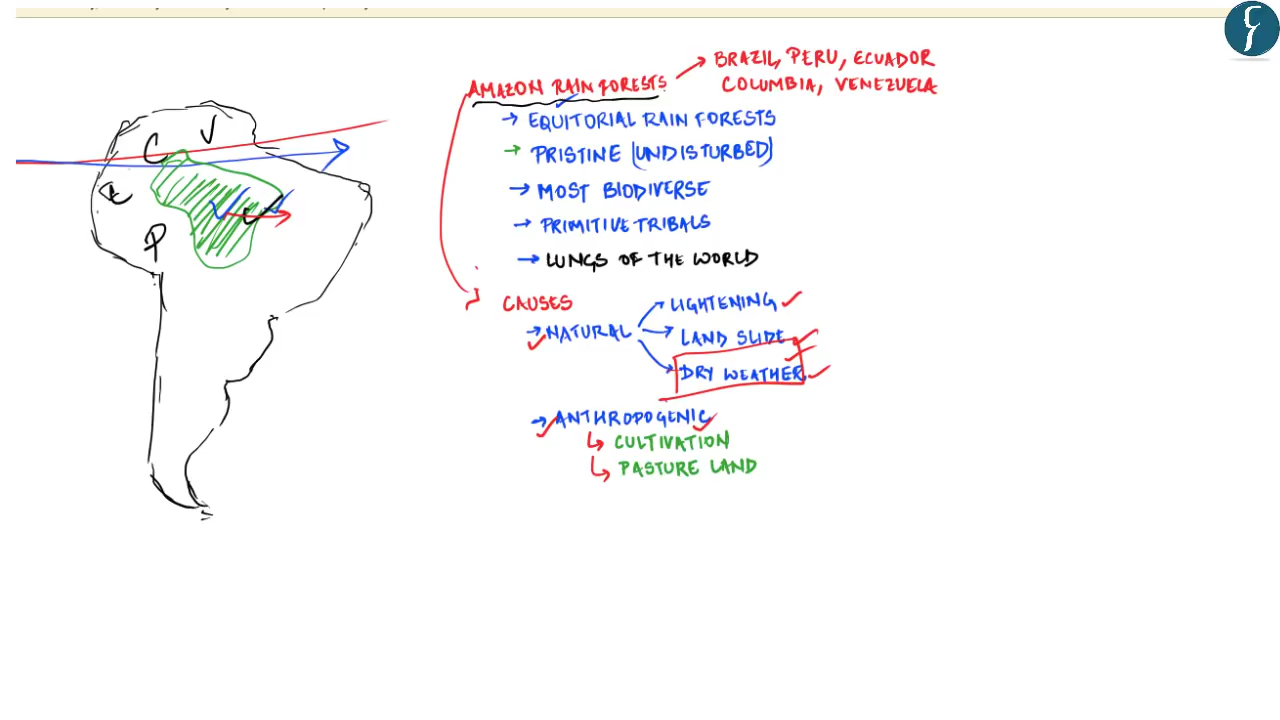 BRAZIL, PERU, ECUADOR
AMAZON RAIN FORESTS
COLUMBIA, VENEZUELA
→ EQUITORIAL RAIN FORESTS
→ PRISTINE (UNDISTURBED)
→ MOST BIODIVERSE
→ PRIMITIVE TRIBALS
→ LUNGS OF THE WORLD
CAUSES
→ NATURAL
LIGHTENING
LAND SLIDE
DRY WEATHER
→ ANTHROPOGENIC
CULTIVATION
PASTURE LAND
V
C
E
P